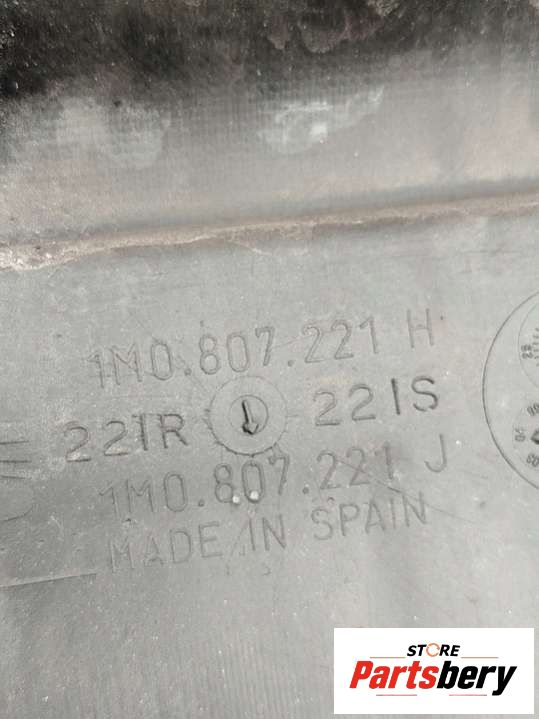 1M0.807.221 H
221R 221S
1M0.807.221 J
MADE IN SPAIN
STORE
Partsbery